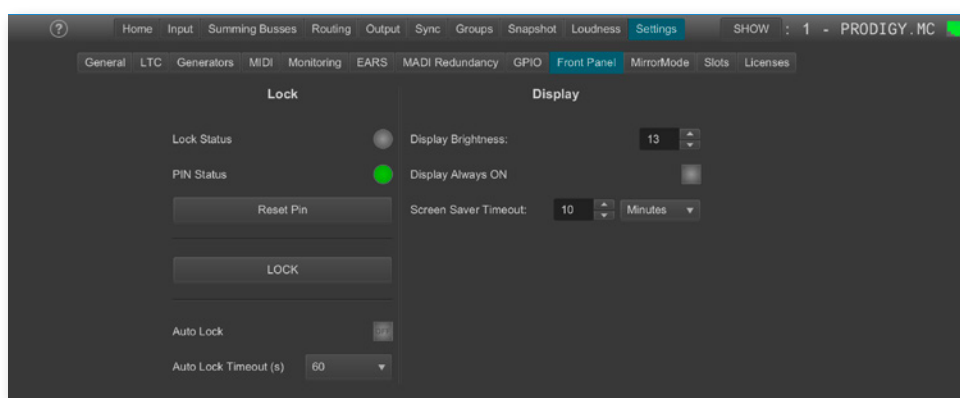 ? Home Input Summing Busses Routing Output Sync Groups Snapshot Loudness Settings SHOW : 1 - PRODIGY.MC
General LTC Generators MIDI Monitoring EARS MADI Redundancy GPIO Front Panel MirrorMode Slots Licenses
Lock
Lock Status
PIN Status
Reset Pin
LOCK
Auto Lock
Auto Lock Timeout (s) 60
Display
Display Brightness: 13
Display Always ON
Screen Saver Timeout: 10 Minutes